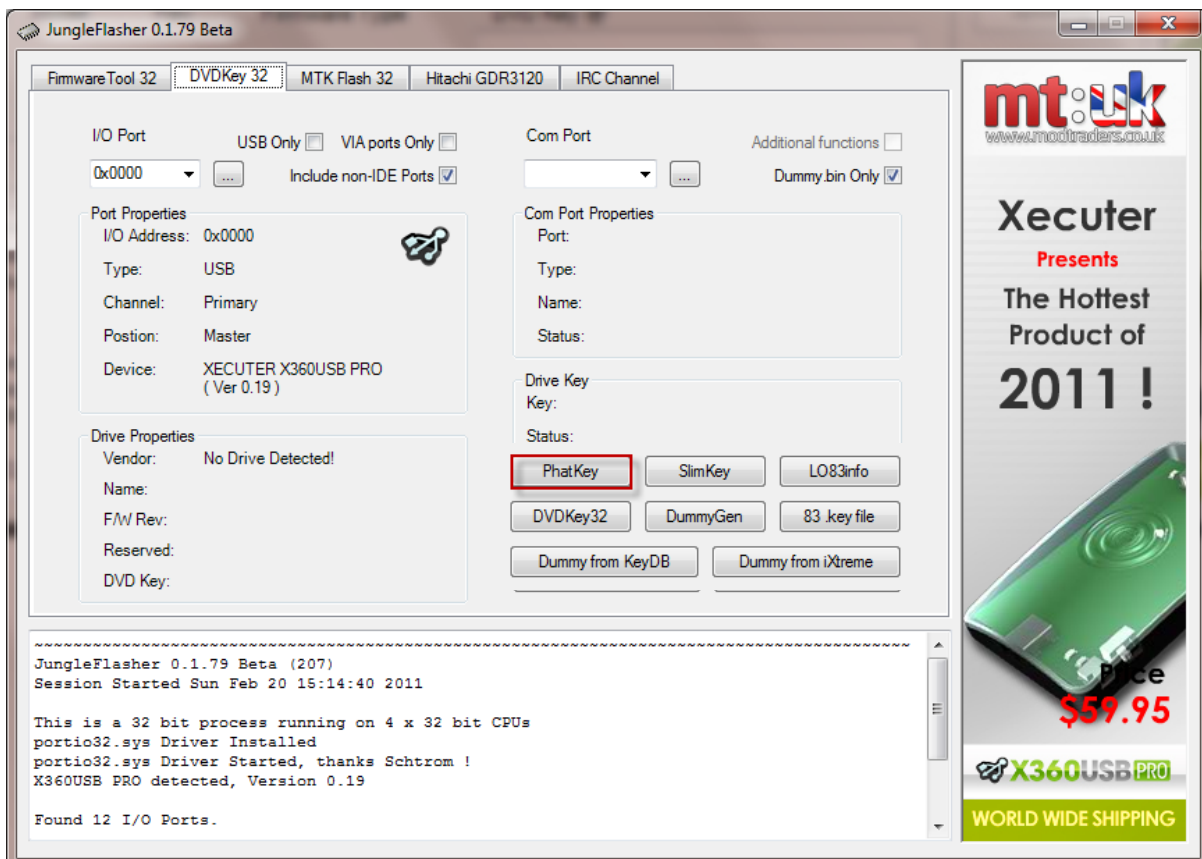 JungleFlasher 0.1.79 Beta
FirmwareTool 32
DVDKey 32
MTK Flash 32
Hitachi GDR3120
IRC Channel
I/O Port
USB Only
VIA ports Only
0x0000
...
Include non-IDE Ports
Com Port
Additional functions
...
Dummy.bin Only
Port Properties
I/O Address: 0x0000
Type: USB
Channel: Primary
Postion: Master
Device: XECUTER X360USB PRO
( Ver 0.19 )
Com Port Properties
Port:
Type:
Name:
Status:
Drive Key
Key:
Status:
Drive Properties
Vendor: No Drive Detected!
Name:
F/W Rev:
Reserved:
DVD Key:
PhatKey
SlimKey
LO83info
DVDKey32
DummyGen
83 .key file
Dummy from KeyDB
Dummy from iXtreme
JungleFlasher 0.1.79 Beta (207)
Session Started Sun Feb 20 15:14:40 2011
This is a 32 bit process running on 4 x 32 bit CPUs
portio32.sys Driver Installed
portio32.sys Driver Started, thanks Schtrom !
X360USB PRO detected, Version 0.19
Found 12 I/O Ports.
mt:uk
www.modtraders.co.uk
Xecuter
Presents
The Hottest
Product of
2011 !
Price
$59.95
X360USB PRO
WORLD WIDE SHIPPING